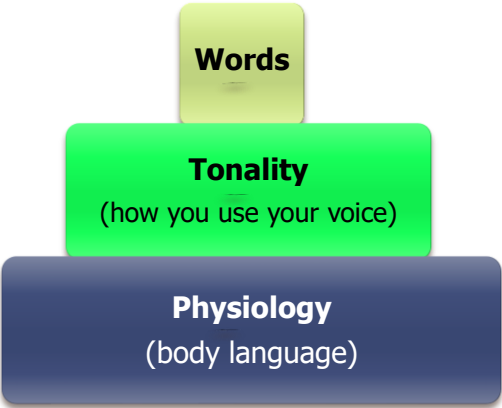 Words
Tonality
(how you use your voice)
Physiology
(body language)